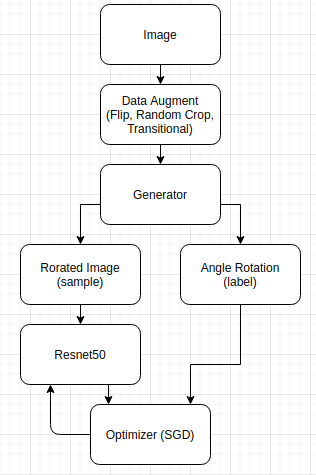 Image
Data Augment
(Flip, Random Crop,
Transitional)
Generator
Rorated Image
(sample)
Angle Rotation
(label)
Resnet50
Optimizer (SGD)